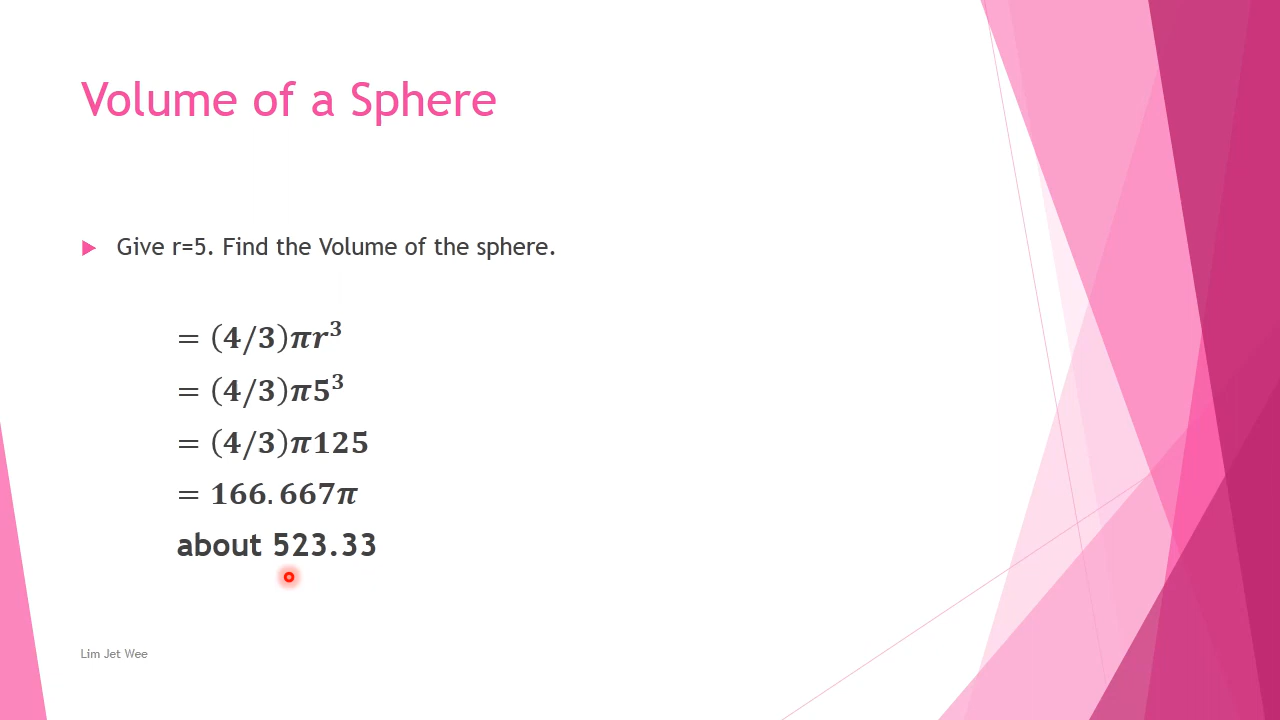 Volume of a Sphere
Give r=5. Find the Volume of the sphere.
= (4/3)πr³
= (4/3)π5³
= (4/3)π125
= 166.667π
about 523.33
Lim Jet Wee